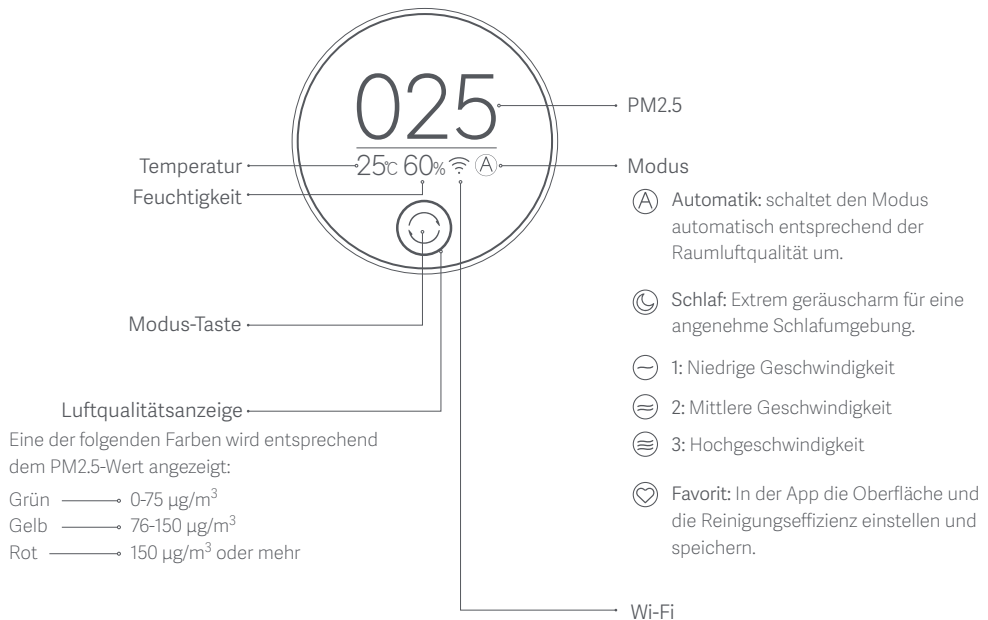 025
25℃ 60% A
PM2.5
Temperatur
Feuchtigkeit
Modus-Taste
Luftqualitätsanzeige
Eine der folgenden Farben wird entsprechend
dem PM2.5-Wert angezeigt:
Grün 0-75 µg/m³
Gelb 76-150 µg/m³
Rot 150 µg/m³ oder mehr
Modus
A Automatik: schaltet den Modus
automatisch entsprechend der
Raumluftqualität um.
Schlaf: Extrem geräuscharm für eine
angenehme Schlafumgebung.
1: Niedrige Geschwindigkeit
2: Mittlere Geschwindigkeit
3: Hochgeschwindigkeit
Favorit: In der App die Oberfläche und
die Reinigungseffizienz einstellen und
speichern.
Wi-Fi